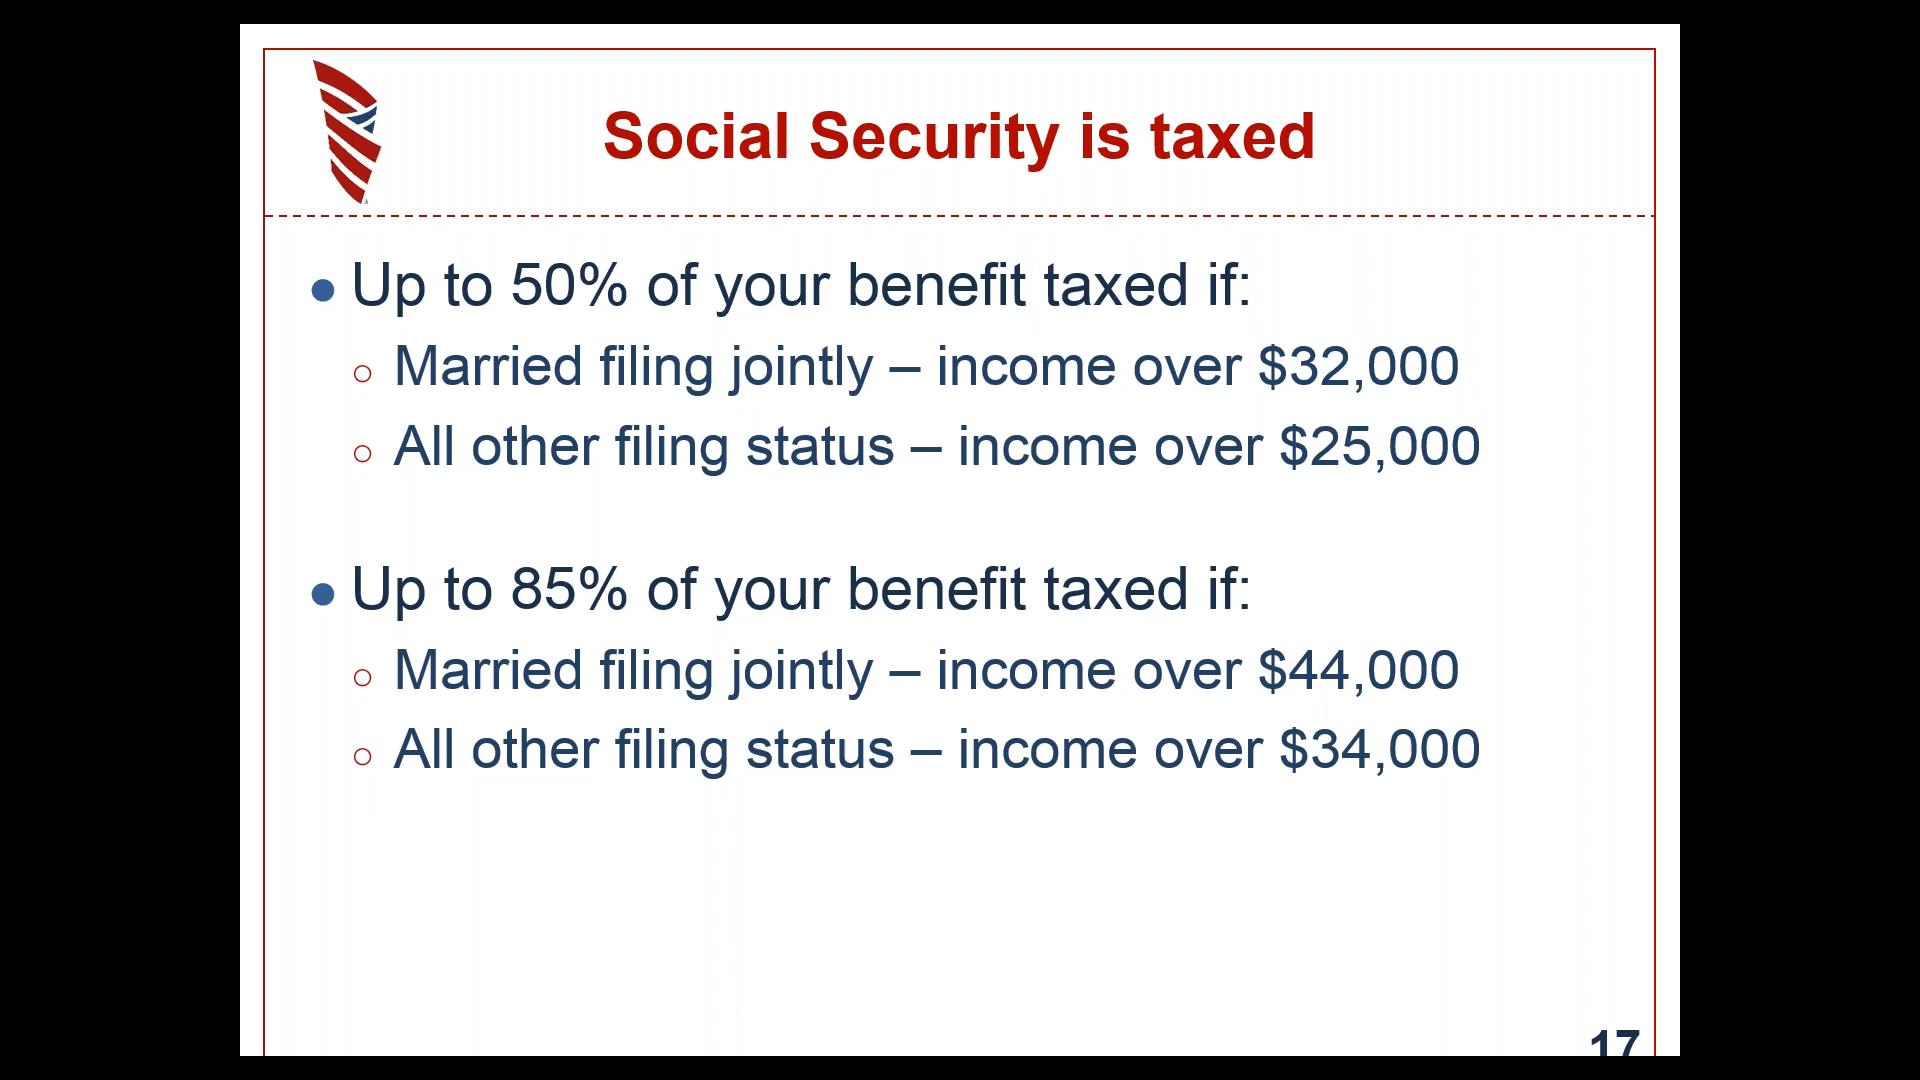 Social Security is taxed
• Up to 50% of your benefit taxed if:
○ Married filing jointly – income over $32,000
○ All other filing status – income over $25,000
• Up to 85% of your benefit taxed if:
○ Married filing jointly – income over $44,000
○ All other filing status – income over $34,000
17